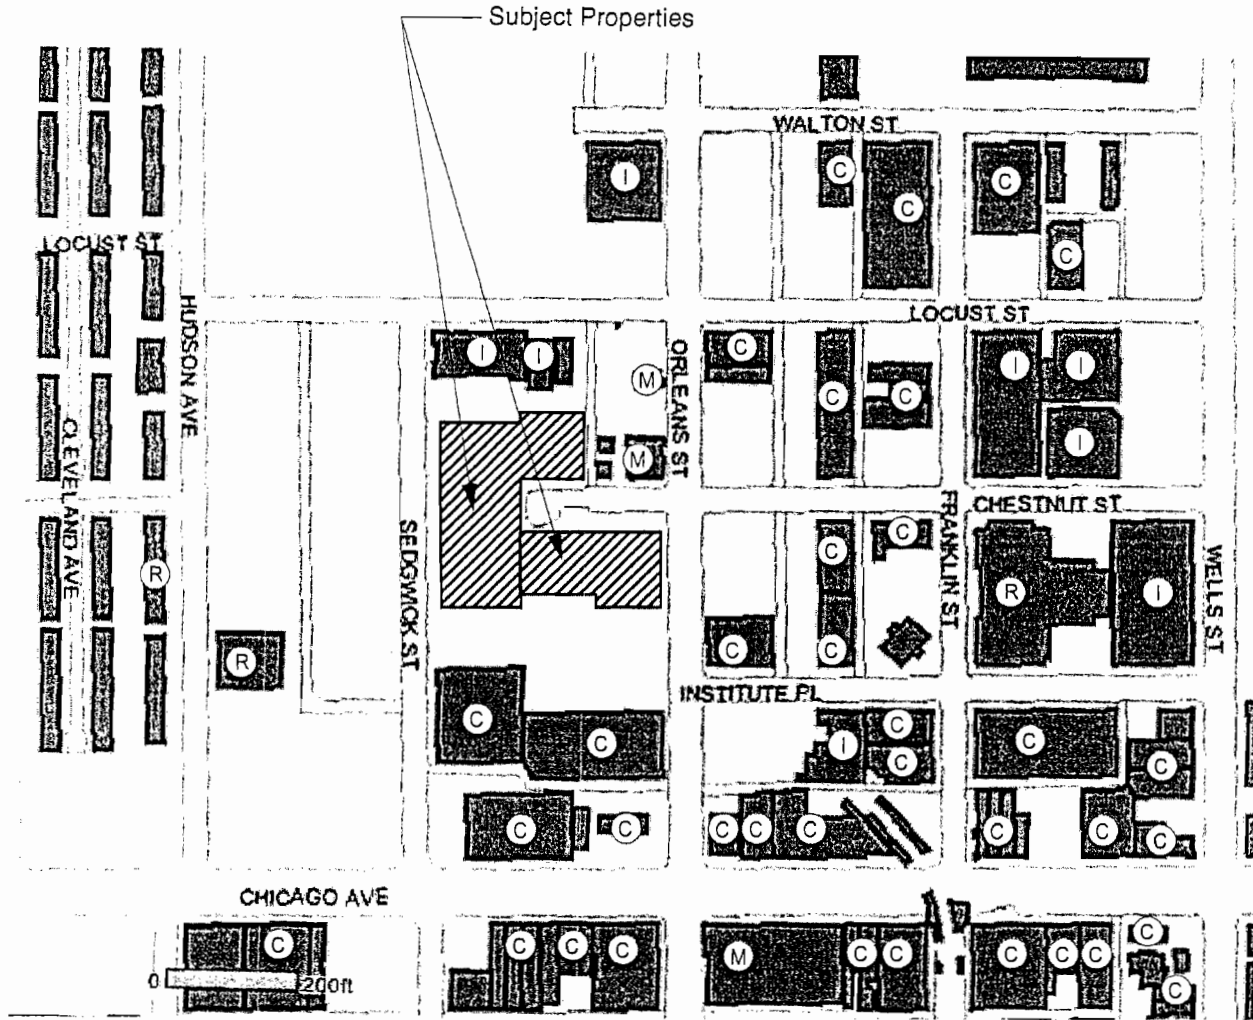 Subject Properties
WALTON ST
I
C
C
C
C
LOCUST ST
HUDSON AVE
LOCUST ST
I
I
M
ORLEANS ST
C
C
C
I
I
I
M
CLEVELAND AVE
SEDGWICK ST
CHESTNUT ST
FRANKLIN ST
WELLS ST
R
C
C
R
I
R
C
C
INSTITUTE PL
C
C
I
C
C
C
C
C
C
C
C
C
C
C
C
CHICAGO AVE
C
C
C
C
M
C
C
C
C
C
C
C
0
200ft